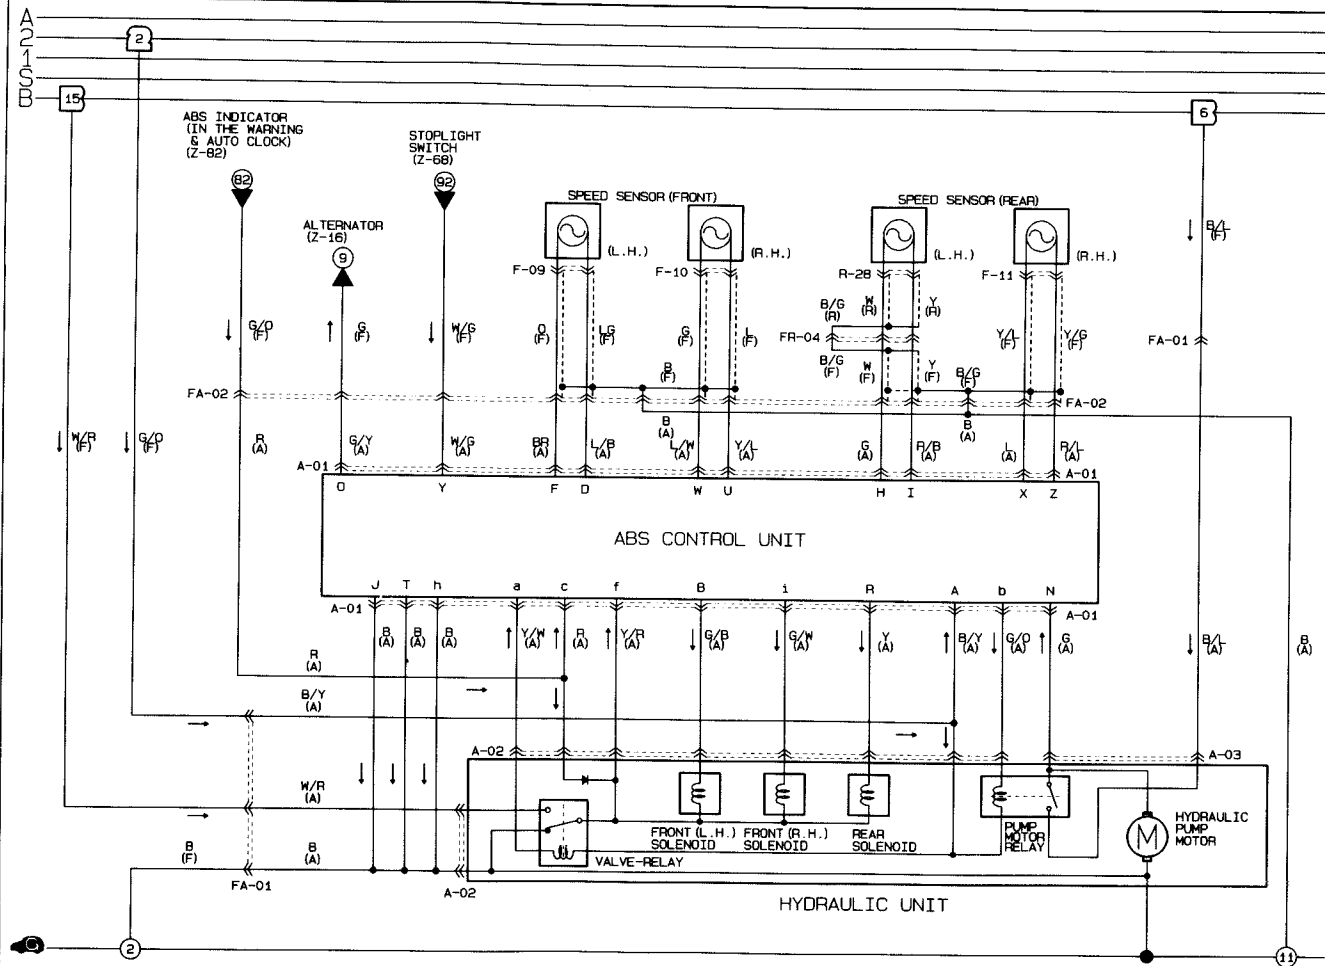 A
2
1
S
B
2
15
6
ABS INDICATOR
(IN THE WARNING
& AUTO CLOCK)
(Z-82)
82
STOPLIGHT
SWITCH
(Z-68)
92
ALTERNATOR
(Z-16)
9
SPEED SENSOR (FRONT)
SPEED SENSOR (REAR)
(L.H.)
(R.H.)
(L.H.)
(R.H.)
F-09
F-10
R-28
F-11
B/L
(F)
B/G
(R)
W
(R)
Y
(R)
G/O
(F)
G
(F)
W/G
(F)
O
(F)
LG
(F)
G
(F)
L
(F)
FR-04
Y/L
(F)
Y/G
(F)
FA-01
B/G
(F)
W
(F)
Y
(F)
B
(F)
B/G
(F)
FA-02
FA-02
W/R
(F)
G/O
(F)
R
(A)
G/Y
(A)
W/G
(A)
BR
(A)
L/B
(A)
B
(A)
L/W
(A)
Y/L
(A)
G
(A)
R/B
(A)
B
(A)
L
(A)
R/L
(A)
A-01
A-01
O Y F D W U H I X Z
ABS CONTROL UNIT
J T h a c f B i R A b N
A-01
A-01
B
(A)
B
(A)
B
(A)
Y/W
(A)
R
(A)
Y/R
(A)
G/B
(A)
G/W
(A)
Y
(A)
B/Y
(A)
G/O
(A)
G
(A)
B/L
(A)
B
(A)
R
(A)
B/Y
(A)
A-02
A-03
W/R
(A)
FRONT (L.H.)
SOLENOID
FRONT (R.H.)
SOLENOID
REAR
SOLENOID
PUMP
MOTOR
RELAY
M
HYDRAULIC
PUMP
MOTOR
B
(F)
B
(A)
VALVE-RELAY
FA-01
A-02
HYDRAULIC UNIT
G
2
11